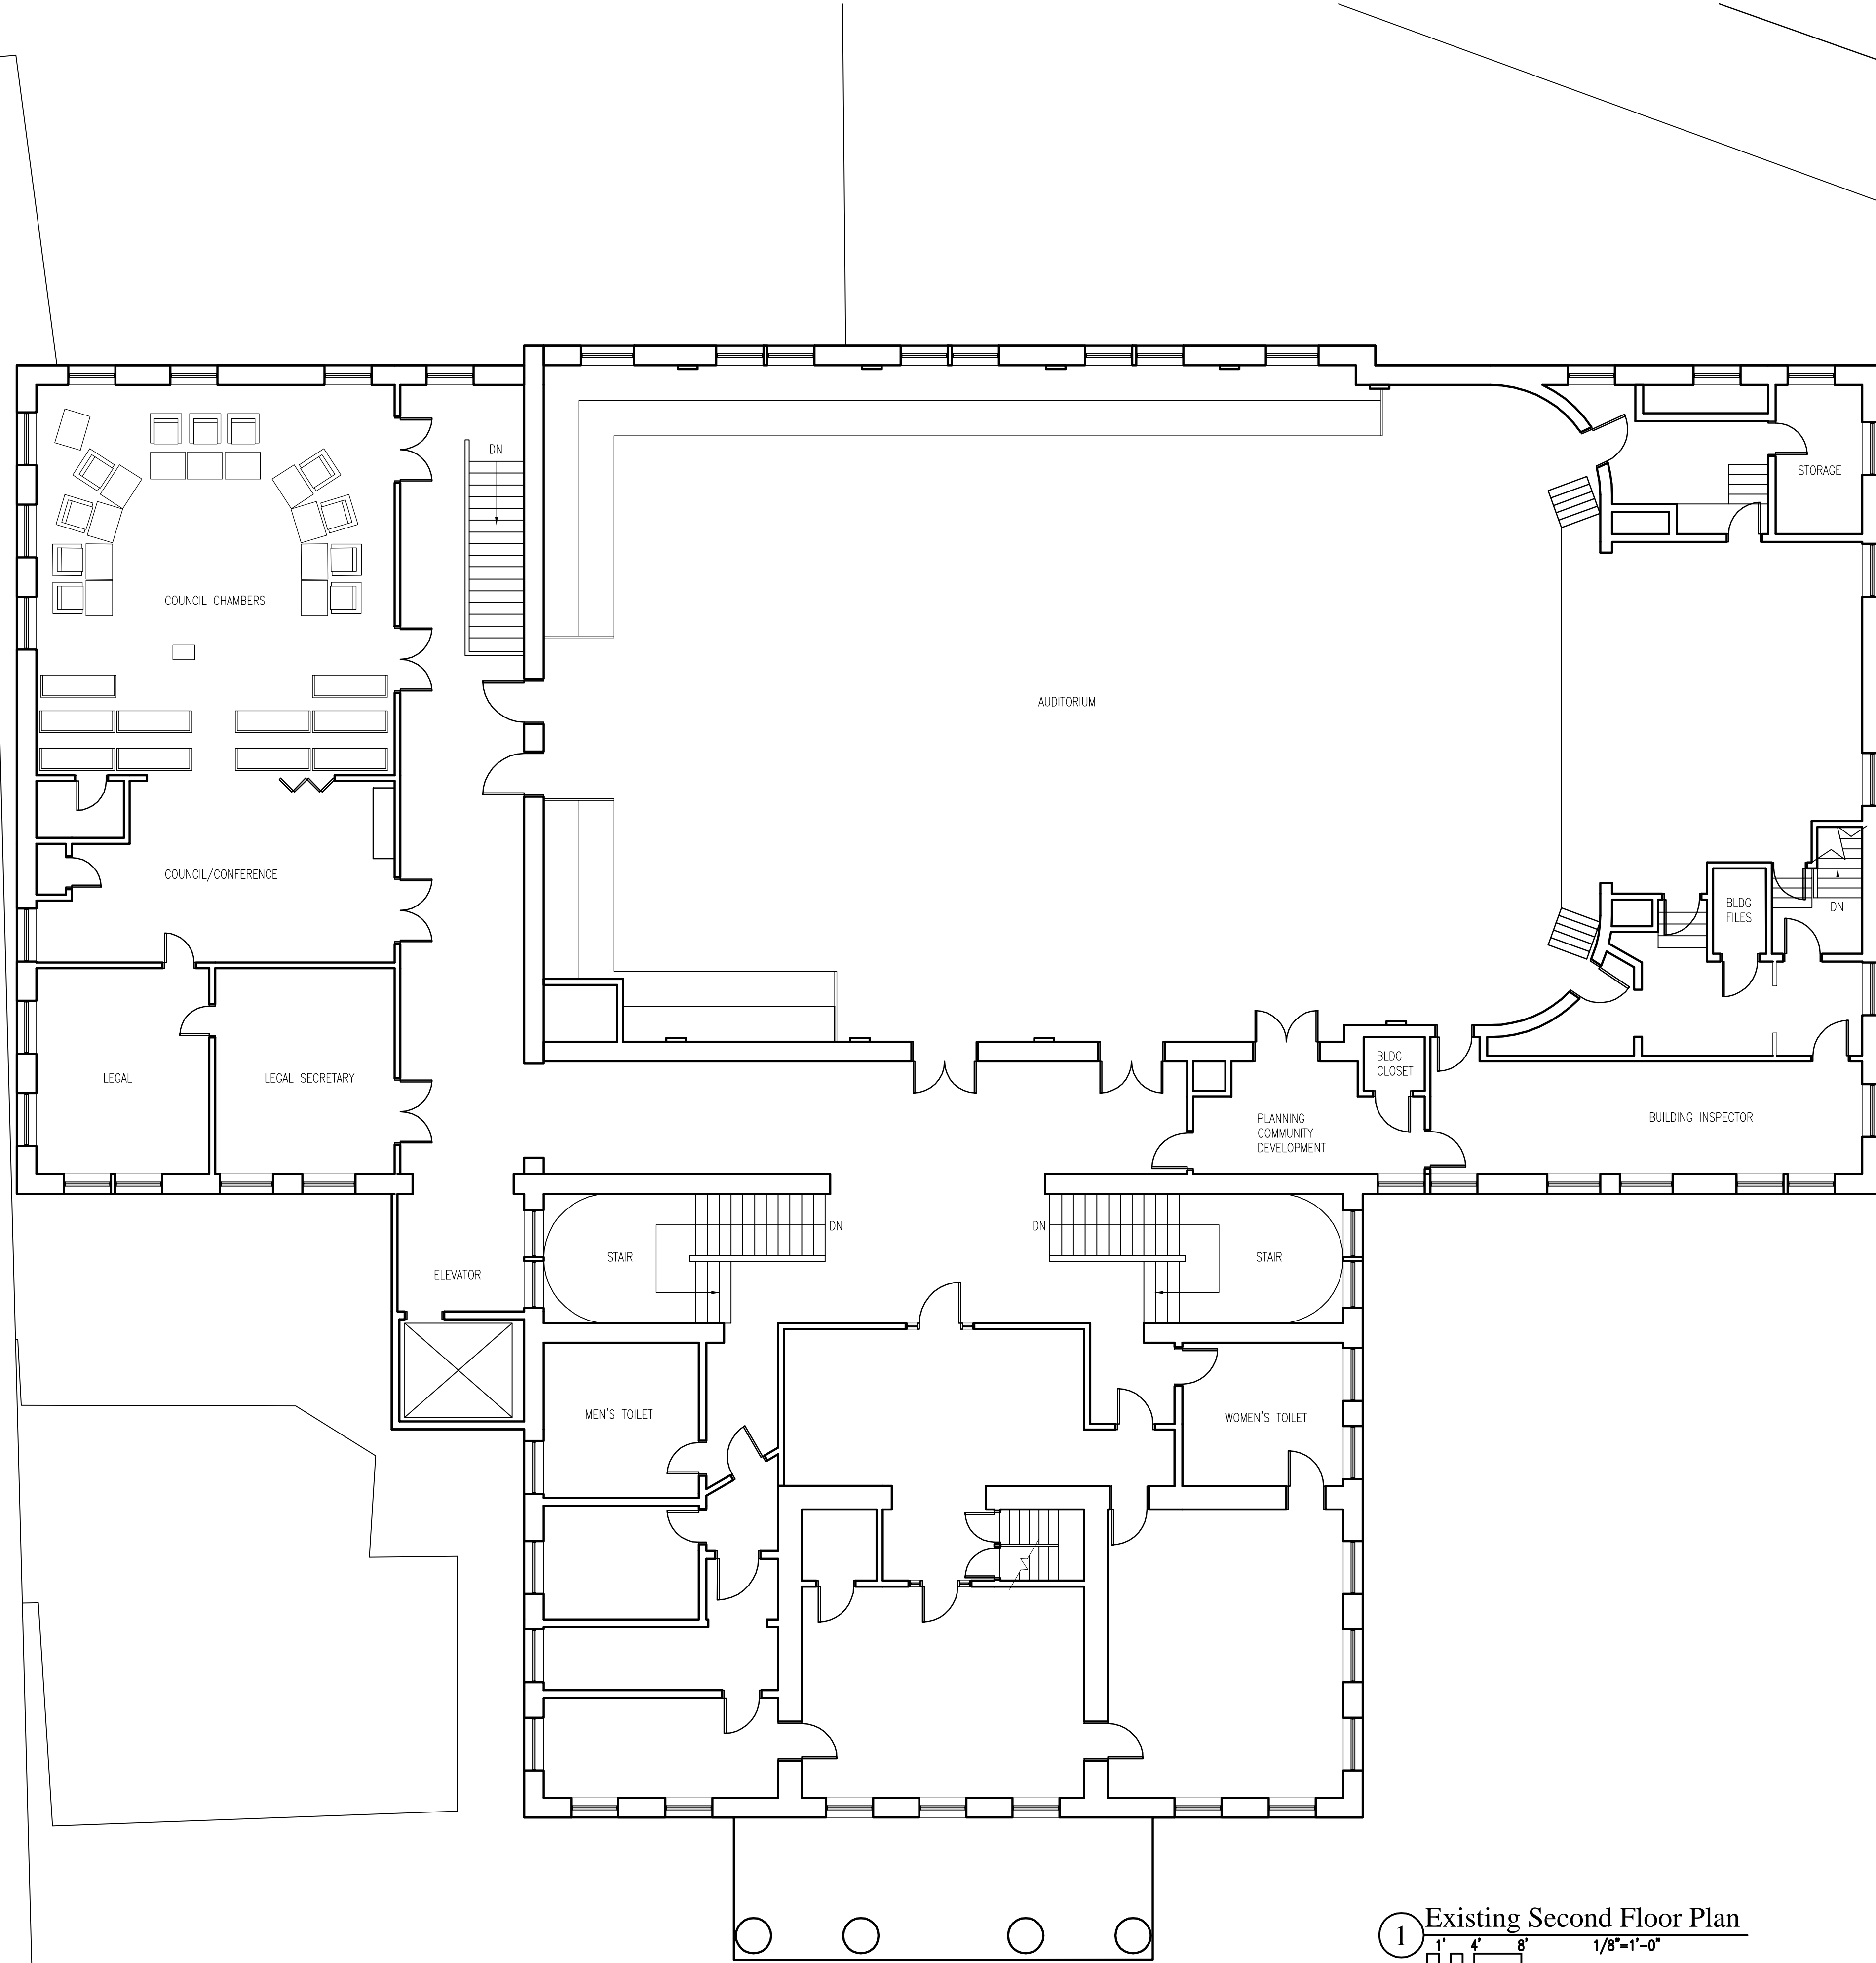 DN
STORAGE
COUNCIL CHAMBERS
AUDITORIUM
COUNCIL/CONFERENCE
BLDG
FILES
DN
BLDG
CLOSET
LEGAL
LEGAL SECRETARY
PLANNING
COMMUNITY
DEVELOPMENT
BUILDING INSPECTOR
DN
DN
STAIR
STAIR
ELEVATOR
MEN'S TOILET
WOMEN'S TOILET
1 Existing Second Floor Plan
1' 4' 8' 1/8"=1'-0"